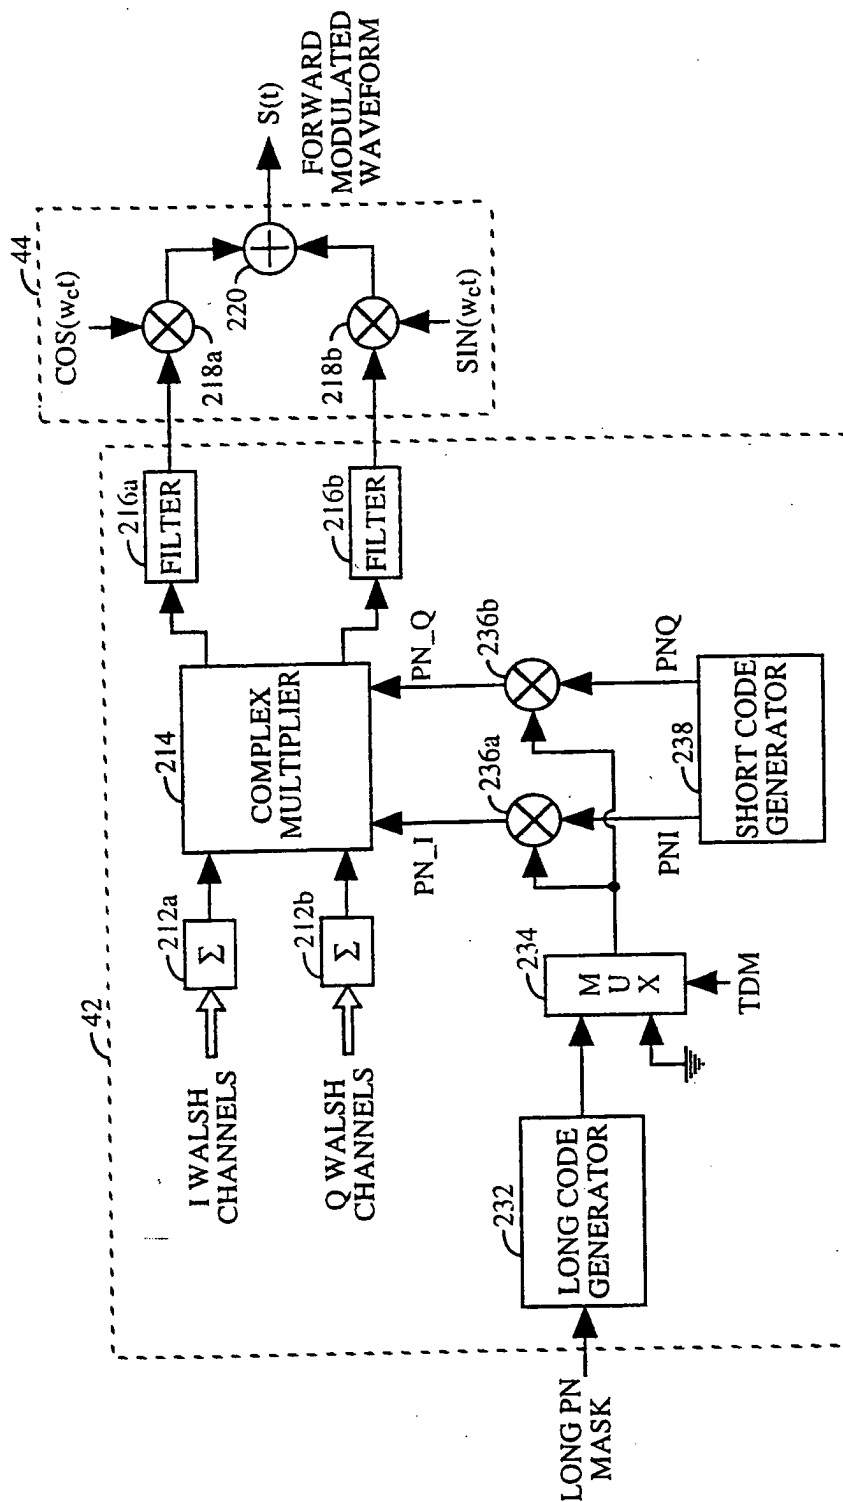 42
44
I WALSH
CHANNELS
212a
Σ
Q WALSH
CHANNELS
212b
Σ
214
COMPLEX
MULTIPLIER
216a
FILTER
216b
FILTER
COS(wct)
218a
218b
SIN(wct)
220
S(t)
FORWARD
MODULATED
WAVEFORM
PN_I
PN_Q
236a
236b
LONG PN
MASK
232
LONG CODE
GENERATOR
234
M
U
X
TDM
PNI
PNQ
SHORT CODE
GENERATOR
238